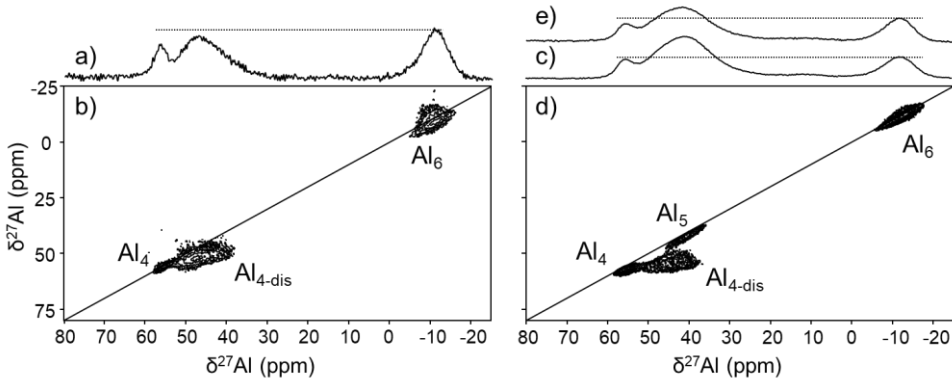 a)
e)
c)
b)
-25
0
25
50
75
δ²⁷Al (ppm)
Al₆
Al₄
Al₄₋dis
80 70 60 50 40 30 20 10 0 -10 -20
δ²⁷Al (ppm)
d)
Al₆
Al₅
Al₄
Al₄₋dis
80 70 60 50 40 30 20 10 0 -10 -20
δ²⁷Al (ppm)